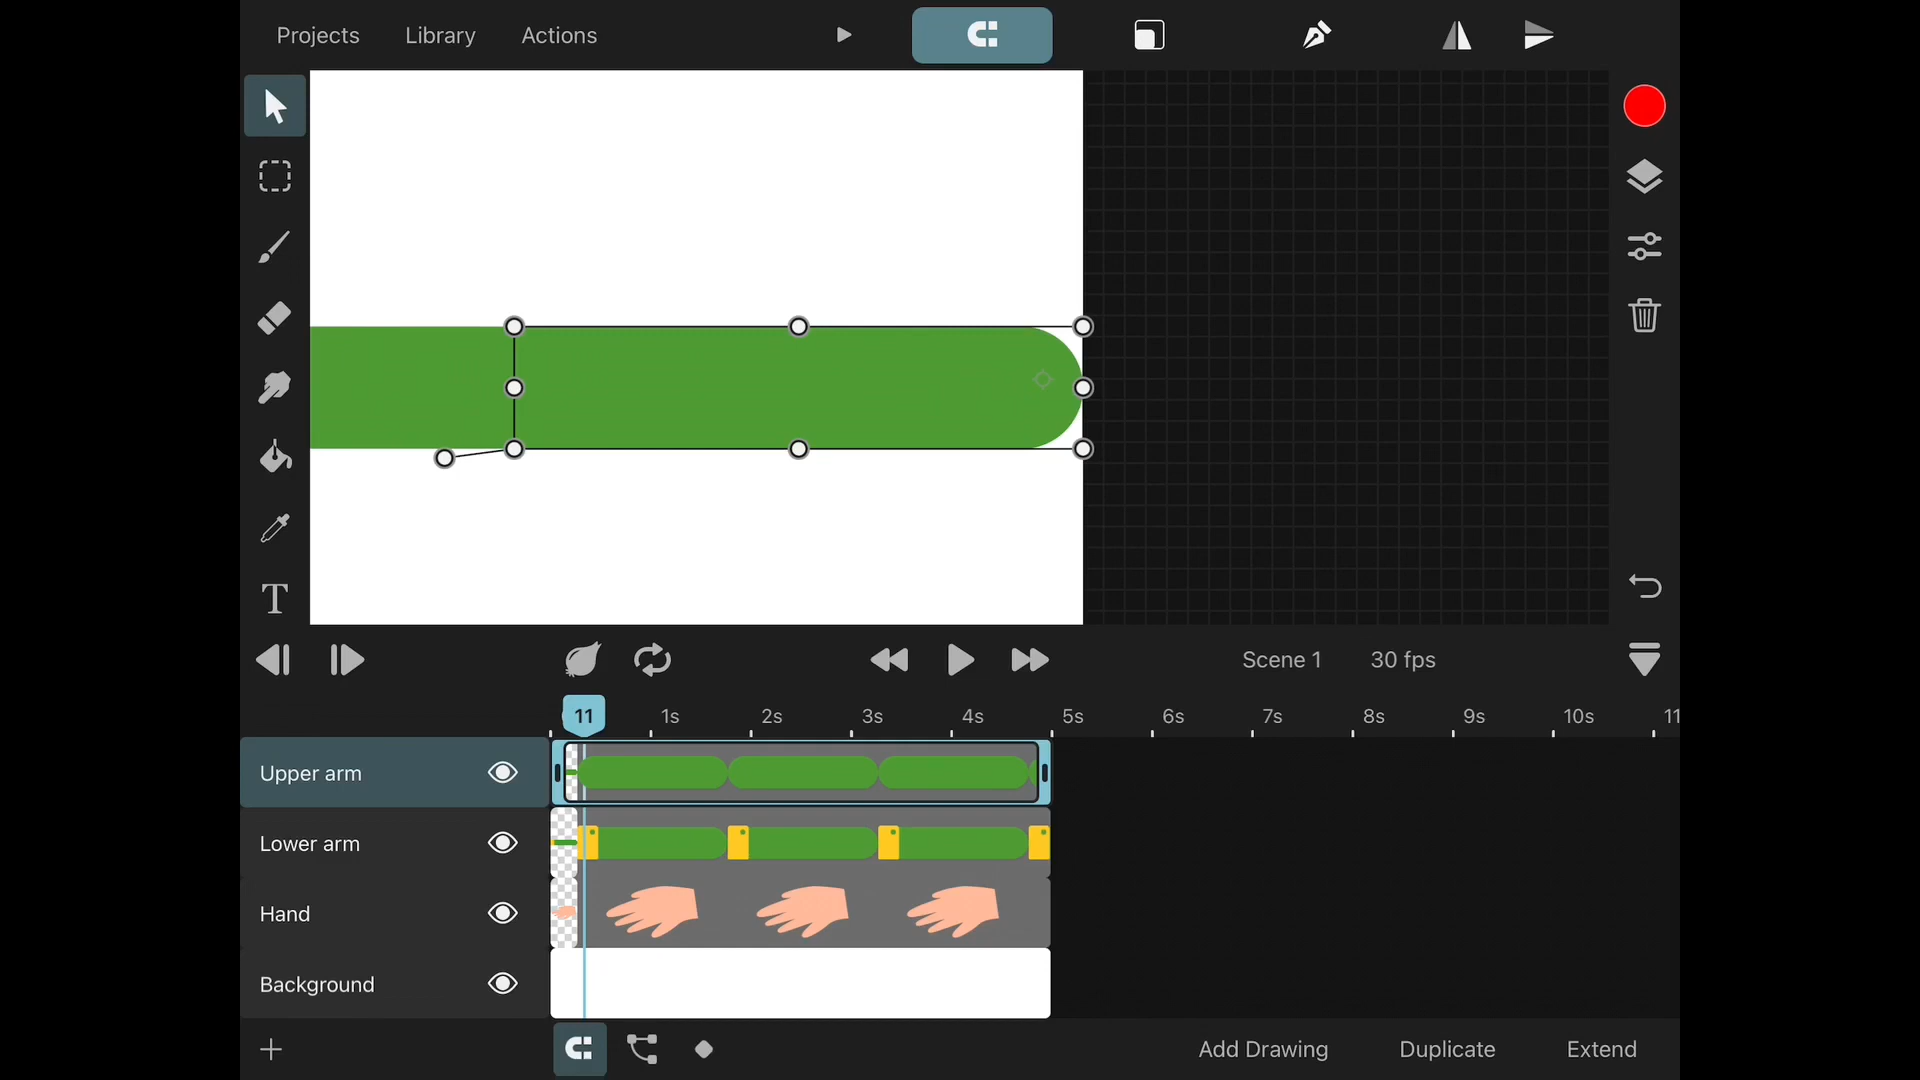 Projects Library Actions
T
Scene 1 30 fps
11 1s 2s 3s 4s 5s 6s 7s 8s 9s 10s 11
Upper arm
Lower arm
Hand
Background
Add Drawing Duplicate Extend